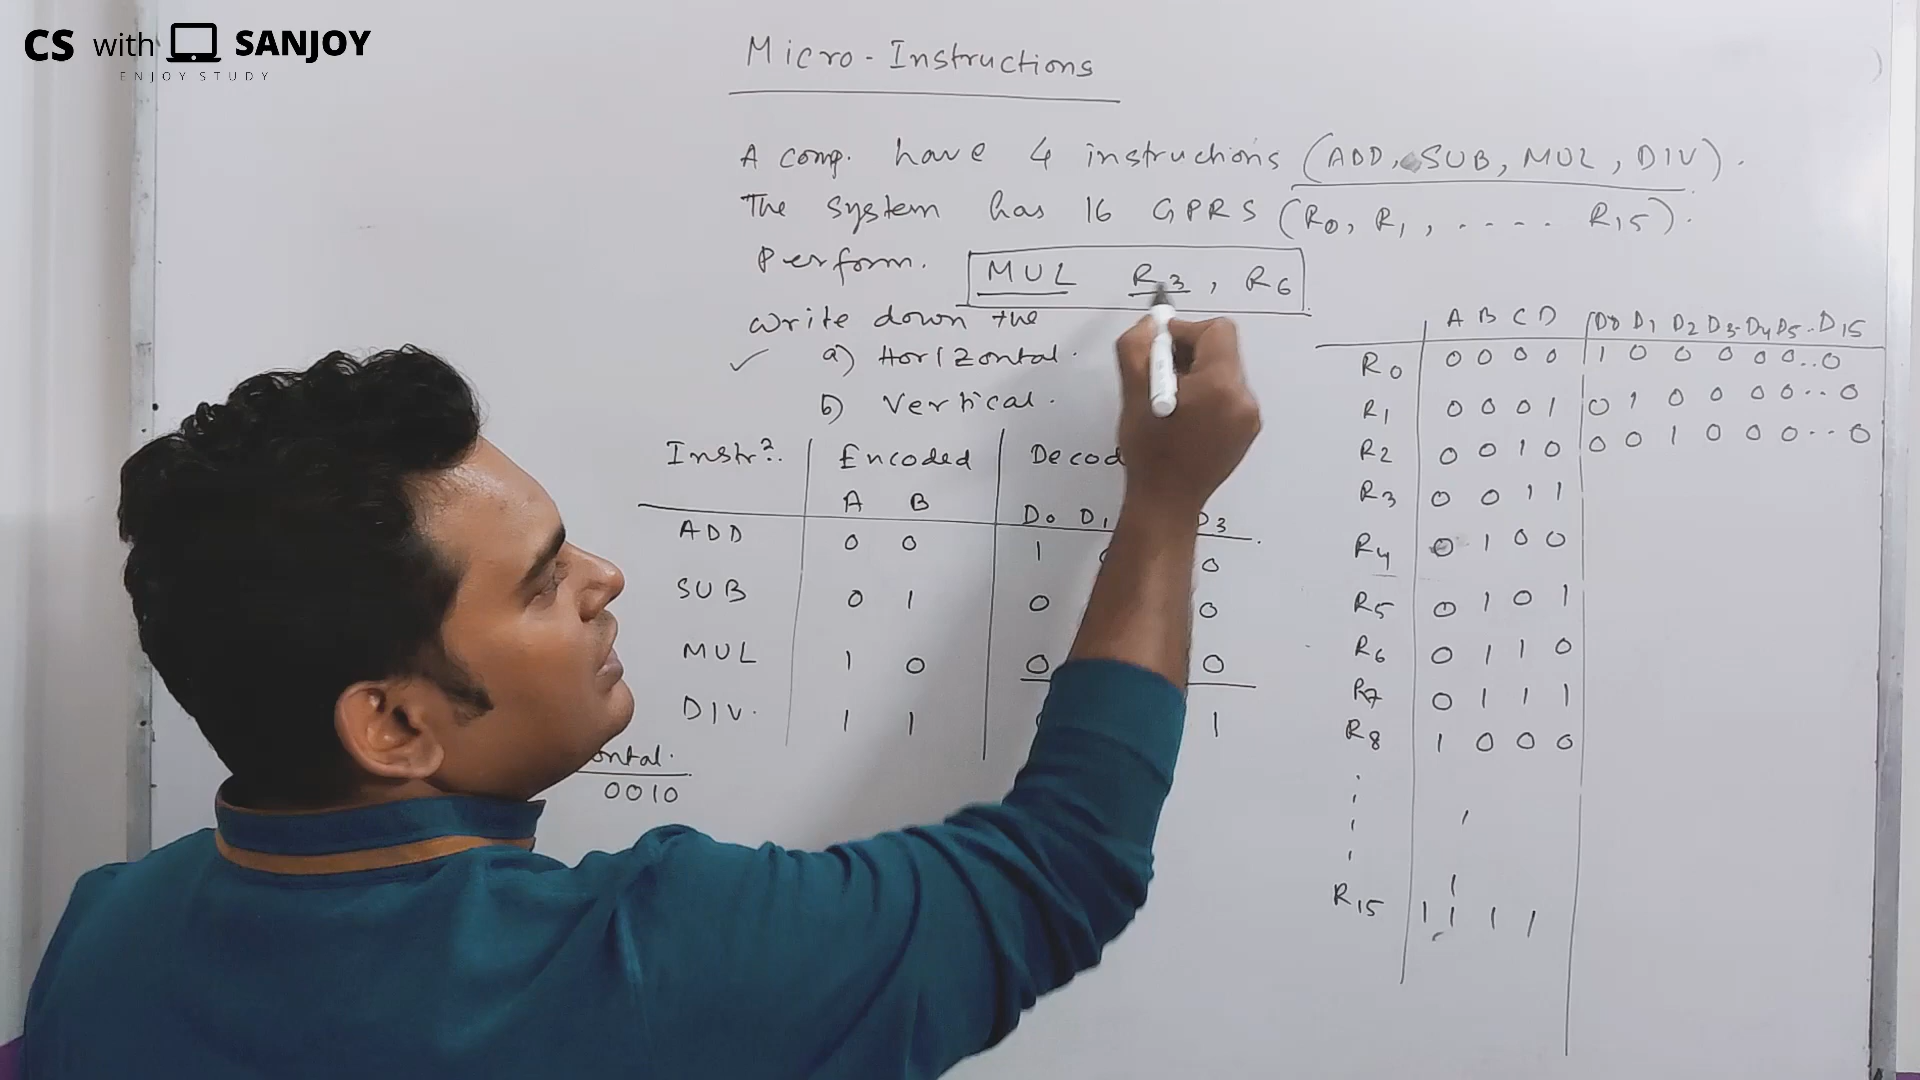 CS with SANJOY
ENJOY STUDY
Micro-Instructions
A comp. have 4 instructions (ADD, SUB, MUL, DIV).
The system has 16 GPRS (R0, R1, ..... R15).
Perform. MUL R3, R6
write down the
✓ a) Horizontal.
b) Vertical.
Instrn. Encoded Decod
A B D0 D1 D3
ADD 0 0 1 0
SUB 0 1 0 0
MUL 1 0 0 0
DIV. 1 1 1
ontal.
0010
A B C D D0 D1 D2 D3 D4 D5..D15
R0 0 0 0 0 1 0 0 0 0 0..0
R1 0 0 0 1 0 1 0 0 0 0..0
R2 0 0 1 0 0 0 1 0 0 0..0
R3 0 0 1 1
R4 0 1 0 0
R5 0 1 0 1
R6 0 1 1 0
R7 0 1 1 1
R8 1 0 0 0
R15 1 1 1 1